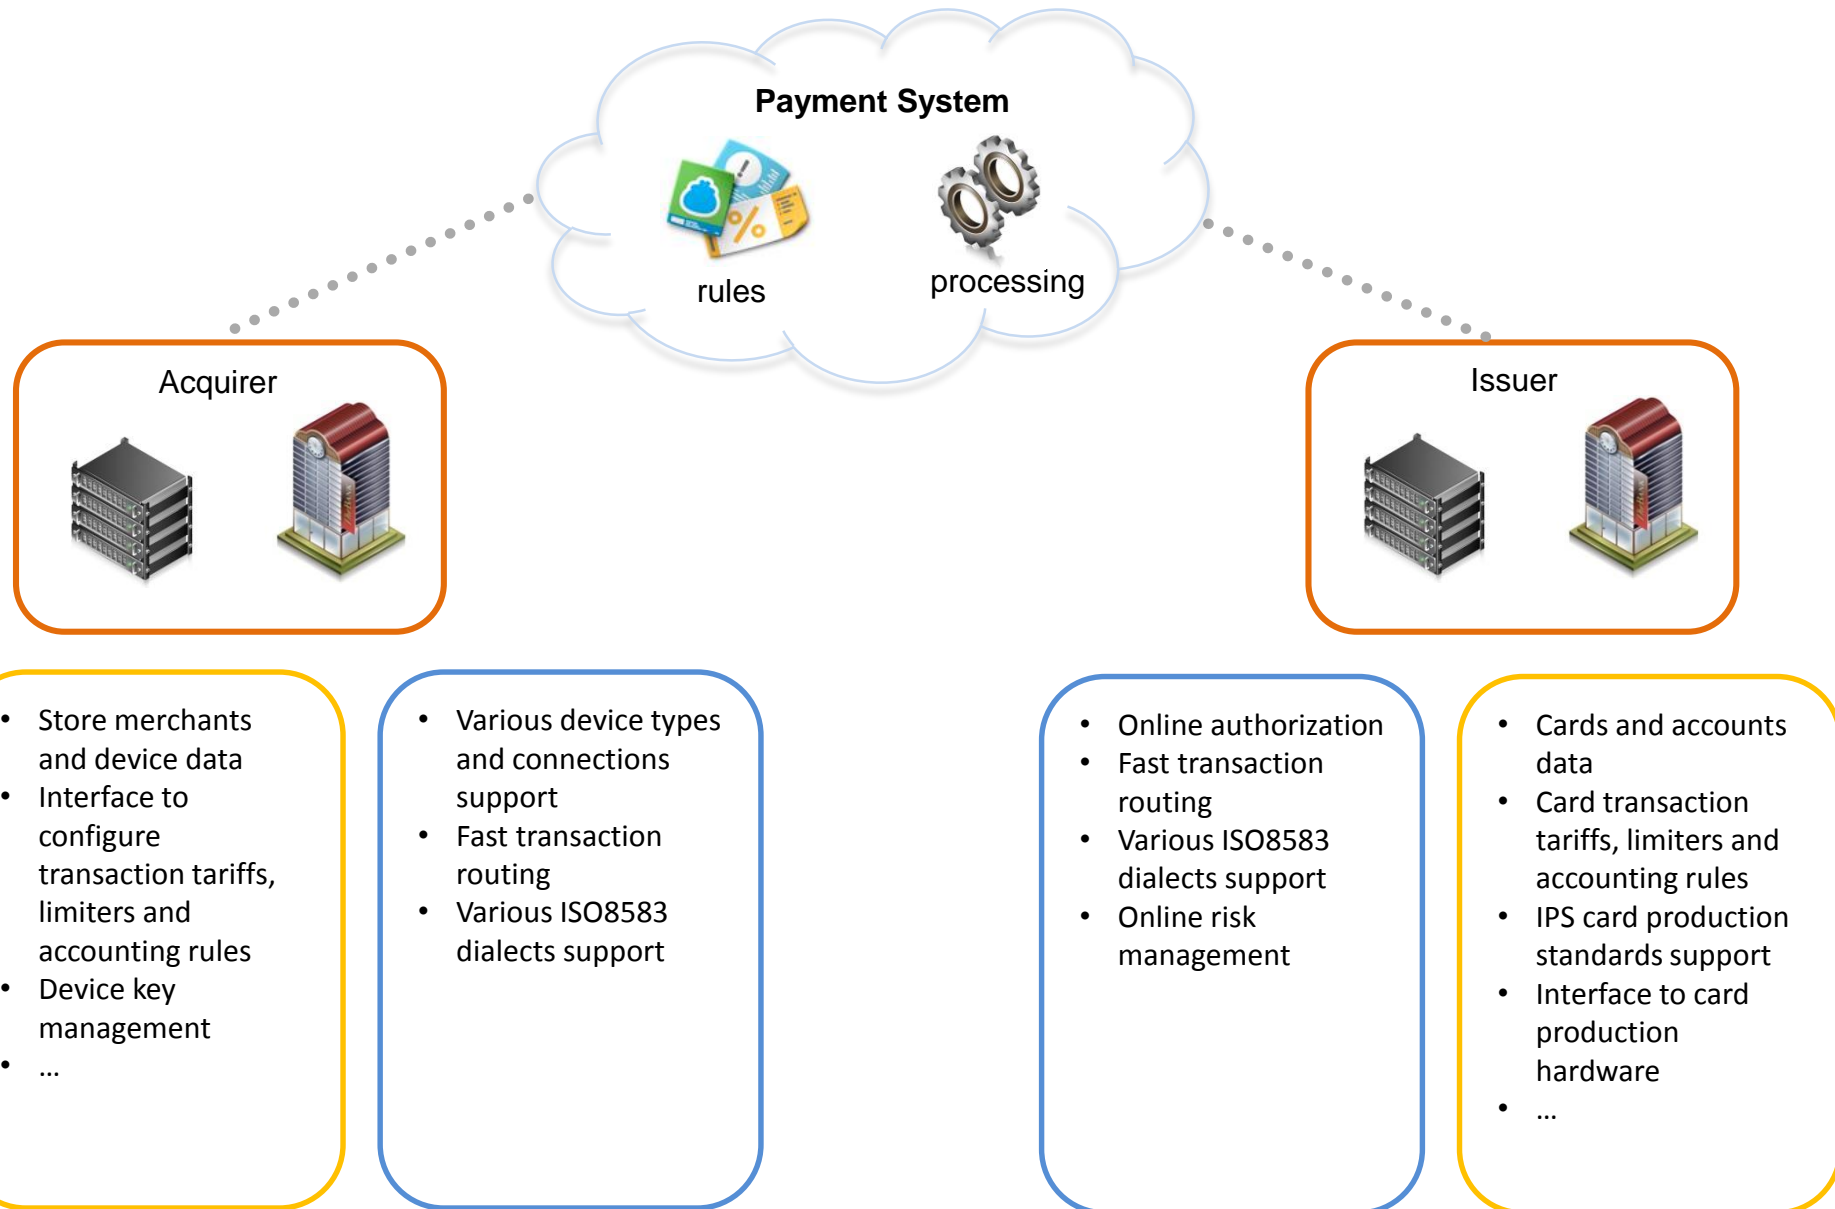 Payment System
rules
processing
Acquirer
Issuer
• Store merchants
and device data
• Interface to
configure
transaction tariffs,
limiters and
accounting rules
• Device key
management
• ...
• Various device types
and connections
support
• Fast transaction
routing
• Various ISO8583
dialects support
• Online authorization
• Fast transaction
routing
• Various ISO8583
dialects support
• Online risk
management
• Cards and accounts
data
• Card transaction
tariffs, limiters and
accounting rules
• IPS card production
standards support
• Interface to card
production
hardware
• ...